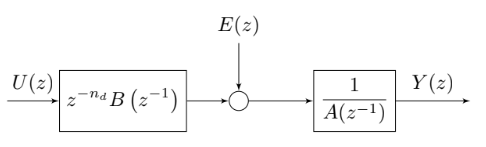 E(z)
U(z)
z^{-n_d} B (z^{-1})
1
A(z^{-1})
Y(z)